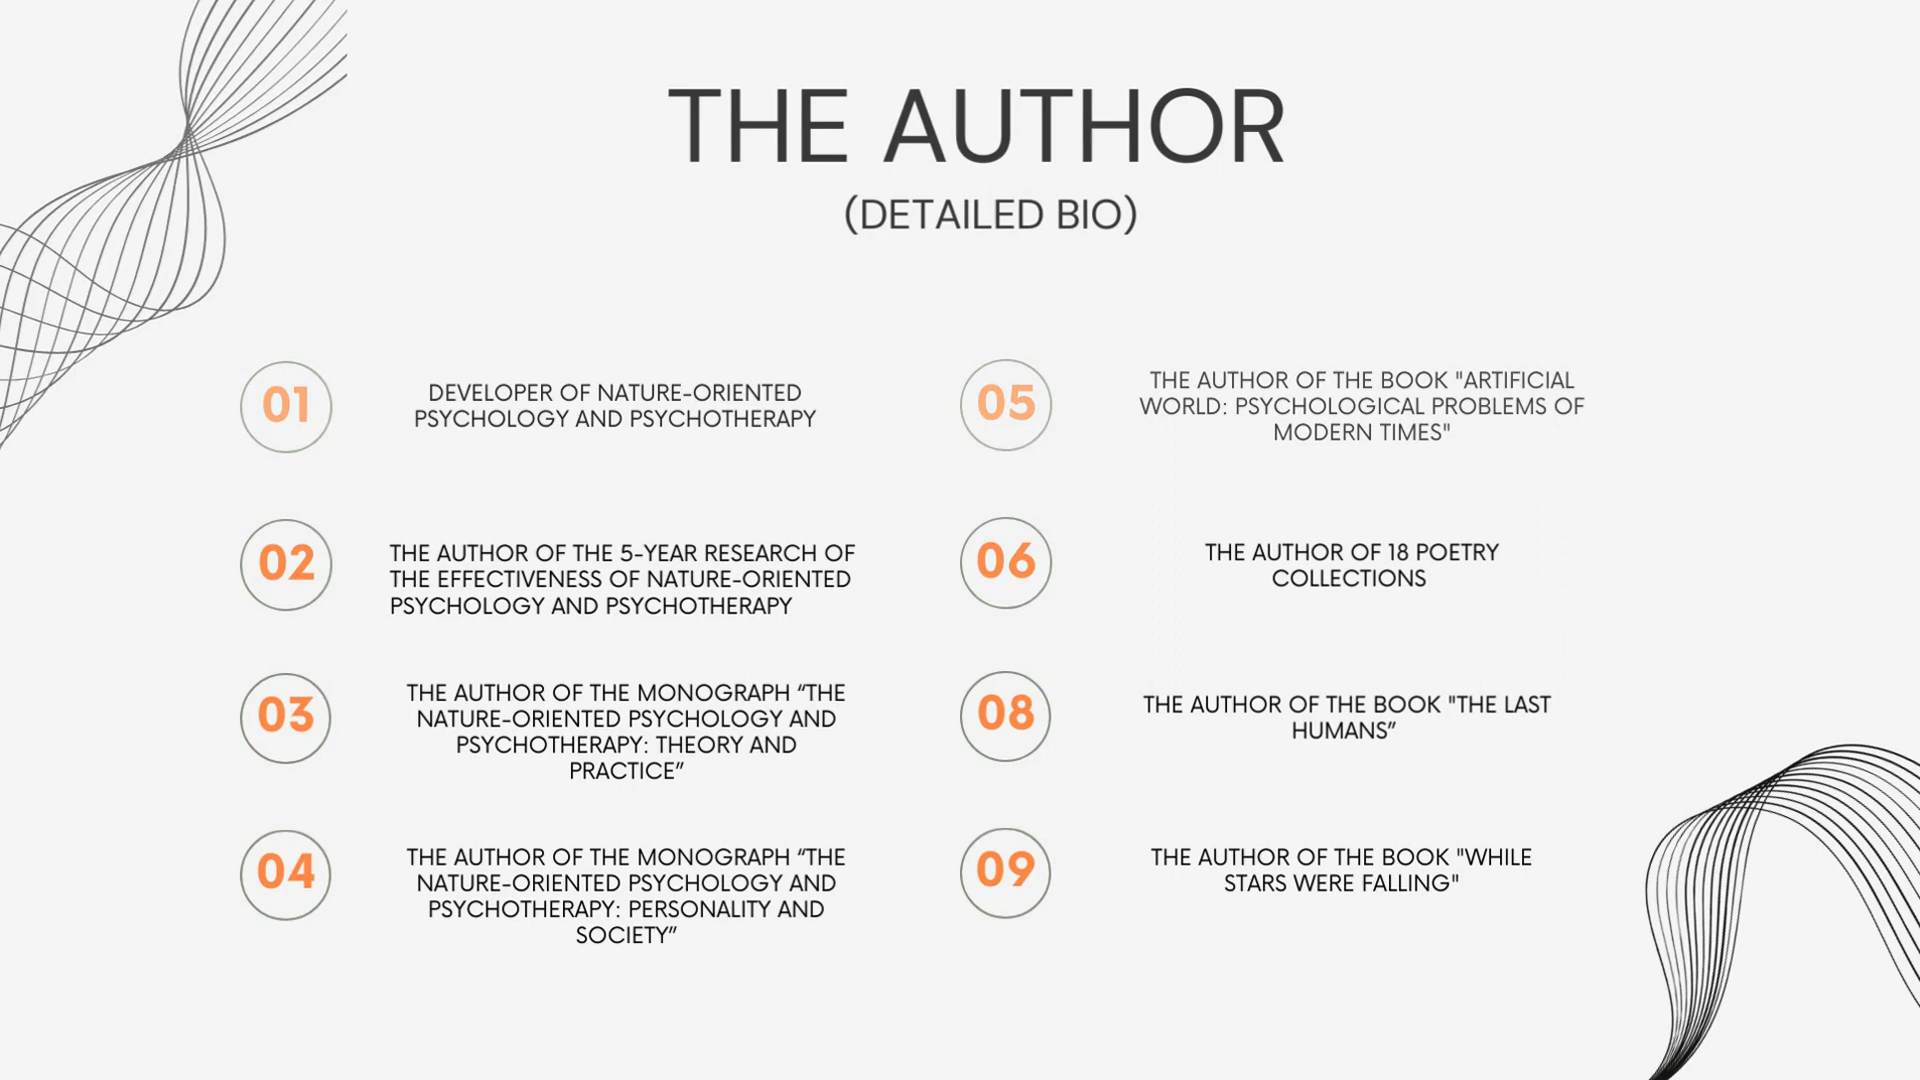 THE AUTHOR
(DETAILED BIO)
01
DEVELOPER OF NATURE-ORIENTED
PSYCHOLOGY AND PSYCHOTHERAPY
02
THE AUTHOR OF THE 5-YEAR RESEARCH OF
THE EFFECTIVENESS OF NATURE-ORIENTED
PSYCHOLOGY AND PSYCHOTHERAPY
03
THE AUTHOR OF THE MONOGRAPH “THE
NATURE-ORIENTED PSYCHOLOGY AND
PSYCHOTHERAPY: THEORY AND
PRACTICE”
04
THE AUTHOR OF THE MONOGRAPH “THE
NATURE-ORIENTED PSYCHOLOGY AND
PSYCHOTHERAPY: PERSONALITY AND
SOCIETY”
05
THE AUTHOR OF THE BOOK "ARTIFICIAL
WORLD: PSYCHOLOGICAL PROBLEMS OF
MODERN TIMES"
06
THE AUTHOR OF 18 POETRY
COLLECTIONS
08
THE AUTHOR OF THE BOOK "THE LAST
HUMANS”
09
THE AUTHOR OF THE BOOK "WHILE
STARS WERE FALLING"